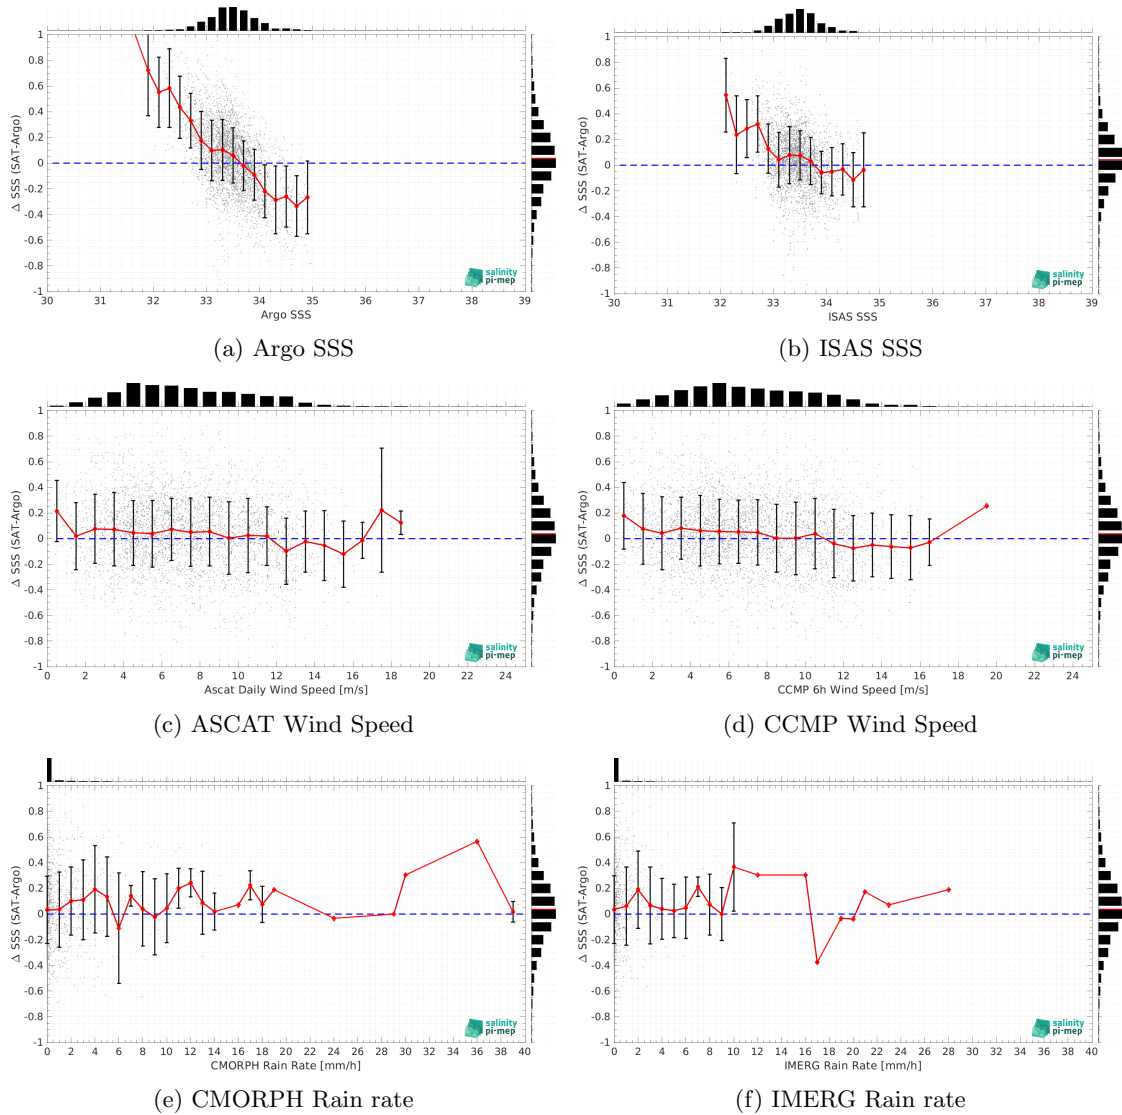 1
0.8
0.6
0.4
0.2
0
-0.2
-0.4
-0.6
-0.8
-1
Δ SSS (SAT-Argo)
30 31 32 33 34 35 36 37 38 39
Argo SSS
salinity
pi-mep
(a) Argo SSS
1
0.8
0.6
0.4
0.2
0
-0.2
-0.4
-0.6
-0.8
-1
Δ SSS (SAT-Argo)
30 31 32 33 34 35 36 37 38 39
ISAS SSS
salinity
pi-mep
(b) ISAS SSS
1
0.8
0.6
0.4
0.2
0
-0.2
-0.4
-0.6
-0.8
-1
Δ SSS (SAT-Argo)
0 2 4 6 8 10 12 14 16 18 20 22 24
Ascat Daily Wind Speed [m/s]
salinity
pi-mep
(c) ASCAT Wind Speed
1
0.8
0.6
0.4
0.2
0
-0.2
-0.4
-0.6
-0.8
-1
Δ SSS (SAT-Argo)
0 2 4 6 8 10 12 14 16 18 20 22 24
CCMP 6h Wind Speed [m/s]
salinity
pi-mep
(d) CCMP Wind Speed
1
0.8
0.6
0.4
0.2
0
-0.2
-0.4
-0.6
-0.8
-1
Δ SSS (SAT-Argo)
0 2 4 6 8 10 12 14 16 18 20 22 24 26 28 30 32 34 36 38 40
CMORPH Rain Rate [mm/h]
salinity
pi-mep
(e) CMORPH Rain rate
1
0.8
0.6
0.4
0.2
0
-0.2
-0.4
-0.6
-0.8
-1
Δ SSS (SAT-Argo)
0 2 4 6 8 10 12 14 16 18 20 22 24 26 28 30 32 34 36 38 40
IMERG Rain Rate [mm/h]
salinity
pi-mep
(f) IMERG Rain rate